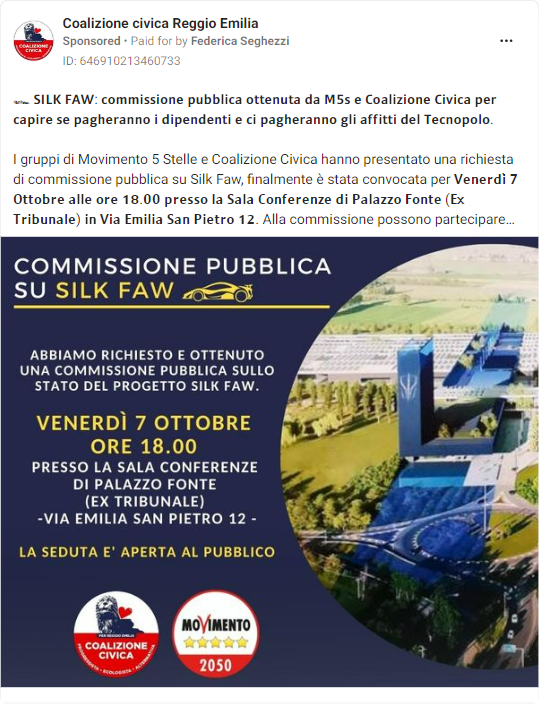 Coalizione civica Reggio Emilia
Sponsored • Paid for by Federica Seghezzi
ID: 646910213460733
SILK FAW: commissione pubblica ottenuta da M5s e Coalizione Civica per
capire se pagheranno i dipendenti e ci pagheranno gli affitti del Tecnopolo.
I gruppi di Movimento 5 Stelle e Coalizione Civica hanno presentato una richiesta
di commissione pubblica su Silk Faw, finalmente è stata convocata per Venerdì 7
Ottobre alle ore 18.00 presso la Sala Conferenze di Palazzo Fonte (Ex
Tribunale) in Via Emilia San Pietro 12. Alla commissione possono partecipare...
COMMISSIONE PUBBLICA
SU SILK FAW
ABBIAMO RICHIESTO E OTTENUTO
UNA COMMISSIONE PUBBLICA SULLO
STATO DEL PROGETTO SILK FAW.
VENERDÌ 7 OTTOBRE
ORE 18.00
PRESSO LA SALA CONFERENZE
DI PALAZZO FONTE
(EX TRIBUNALE)
-VIA EMILIA SAN PIETRO 12 -
LA SEDUTA E' APERTA AL PUBBLICO
PER REGGIO EMILIA
COALIZIONE
CIVICA
PROGRESSISTA - ECOLOGISTA - ALTERNATIVA
MOVIMENTO
2050